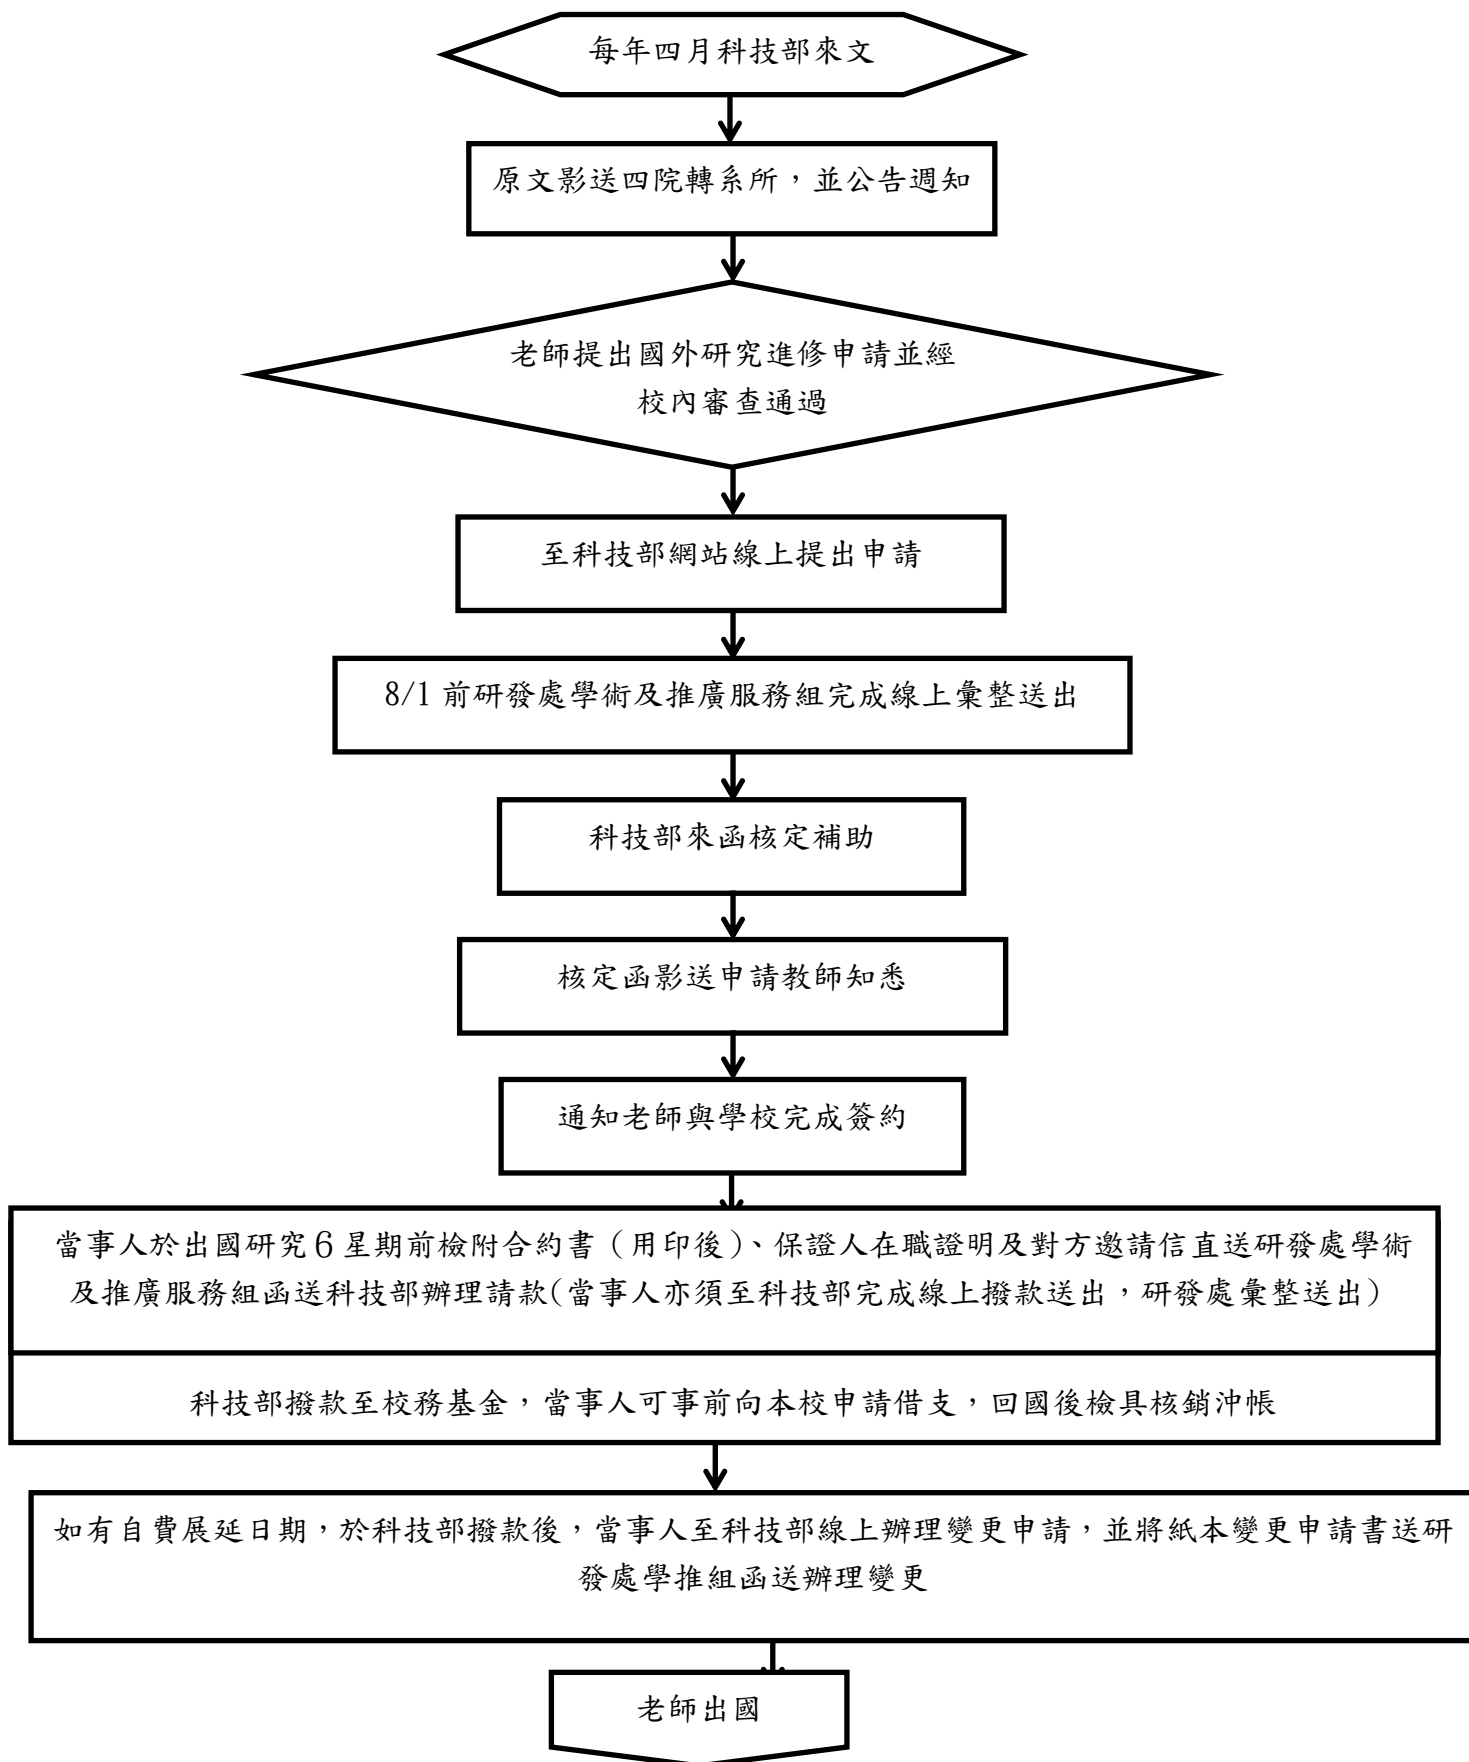 每年四月科技部來文
原文影送四院轉系所，並公告週知
老師提出國外研究進修申請並經
校內審查通過
至科技部網站線上提出申請
8/1 前研發處學術及推廣服務組完成線上彙整送出
科技部來函核定補助
核定函影送申請教師知悉
通知老師與學校完成簽約
當事人於出國研究 6 星期前檢附合約書（用印後）、保證人在職證明及對方邀請信直送研發處學術
及推廣服務組函送科技部辦理請款(當事人亦須至科技部完成線上撥款送出，研發處彙整送出)
科技部撥款至校務基金，當事人可事前向本校申請借支，回國後檢具核銷沖帳
如有自費展延日期，於科技部撥款後，當事人至科技部線上辦理變更申請，並將紙本變更申請書送研
發處學推組函送辦理變更
老師出國